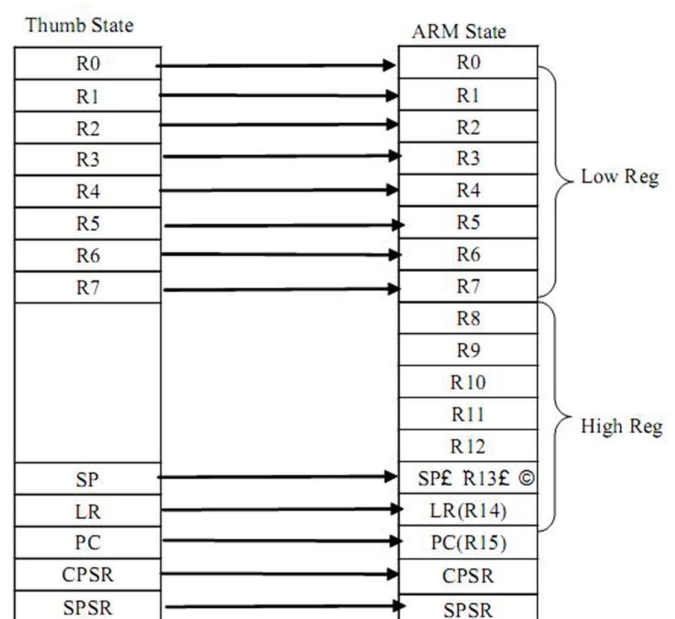 Thumb State
ARM State
R0
R0
R1
R1
R2
R2
R3
R3
R4
R4
Low Reg
R5
R5
R6
R6
R7
R7
R8
R9
R10
R11
High Reg
R12
SP
SP£ R13£ ©
LR
LR(R14)
PC
PC(R15)
CPSR
CPSR
SPSR
SPSR